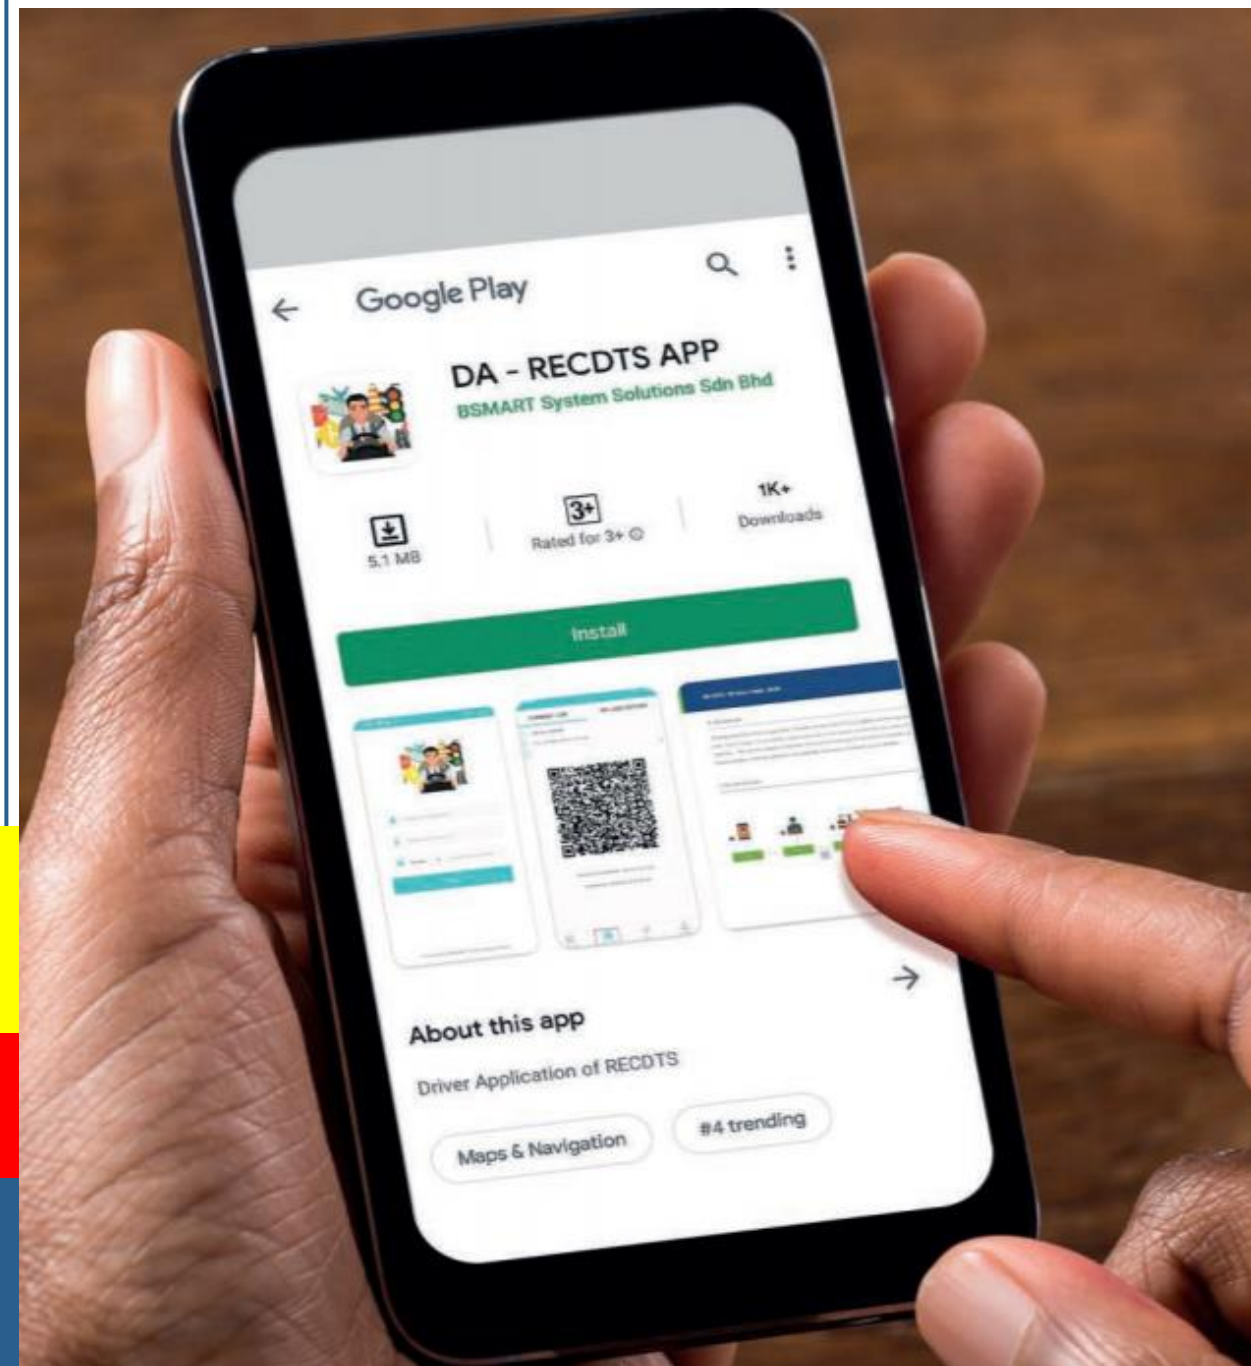 Google Play
DA - RECDTS APP
BSMART System Solutions Sdn Bhd
5.1 MB
3+
Rated for 3+
1K+
Downloads
Install
About this app
Driver Application of RECDTS
Maps & Navigation
#4 trending